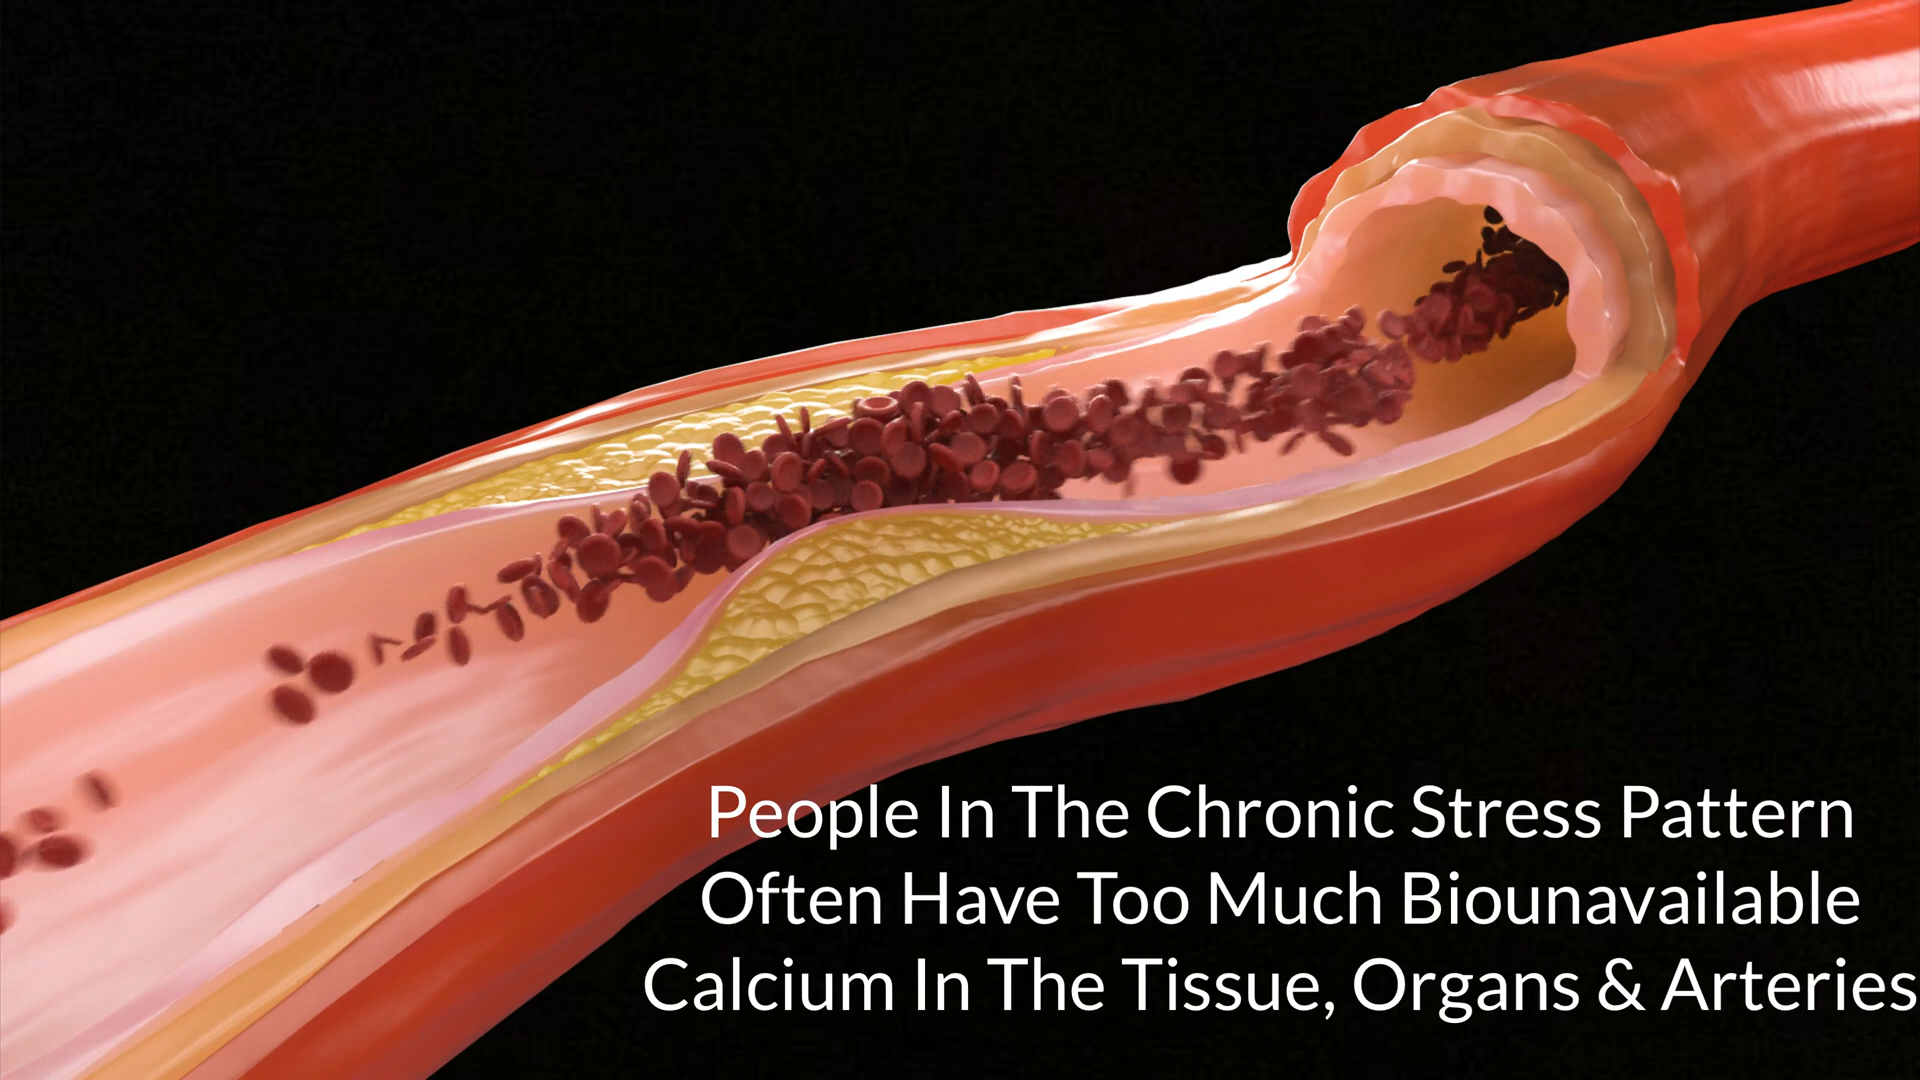 People In The Chronic Stress Pattern
Often Have Too Much Biounavailable
Calcium In The Tissue, Organs & Arteries